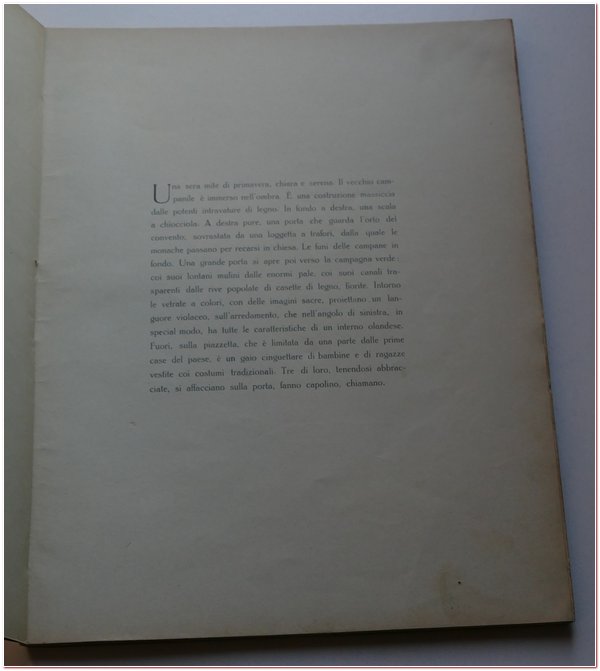 Una sera mite di primavera, chiara e serena. Il vecchio cam-
panile è immerso nell'ombra. È una costruzione massiccia
dalle potenti intravature di legno. In fondo a destra, una scala
a chiocciola. A destra pure, una porta che guarda l'orto del
convento; sovrastata da una loggetta a trafori, dalla quale le
monache passano per recarsi in chiesa. Le funi delle campane in
fondo. Una grande porta si apre poi verso la campagna verde:
coi suoi lontani mulini dalle enormi pale, coi suoi canali tra-
sparenti dalle rive popolate di casette di legno, fiorite. Intorno
le vetrate a colori, con delle imagini sacre, proiettano un lan-
guore violaceo, sull'arredamento, che nell'angolo di sinistra, in
special modo, ha tutte le caratteristiche di un interno olandese.
Fuori, sulla piazzetta, che è limitata da una parte dalle prime
case del paese, è un gaio cinguettare di bambine e di ragazze
vestite coi costumi tradizionali. Tre di loro, tenendosi abbrac-
ciate, si affacciano sulla porta, fanno capolino, chiamano.